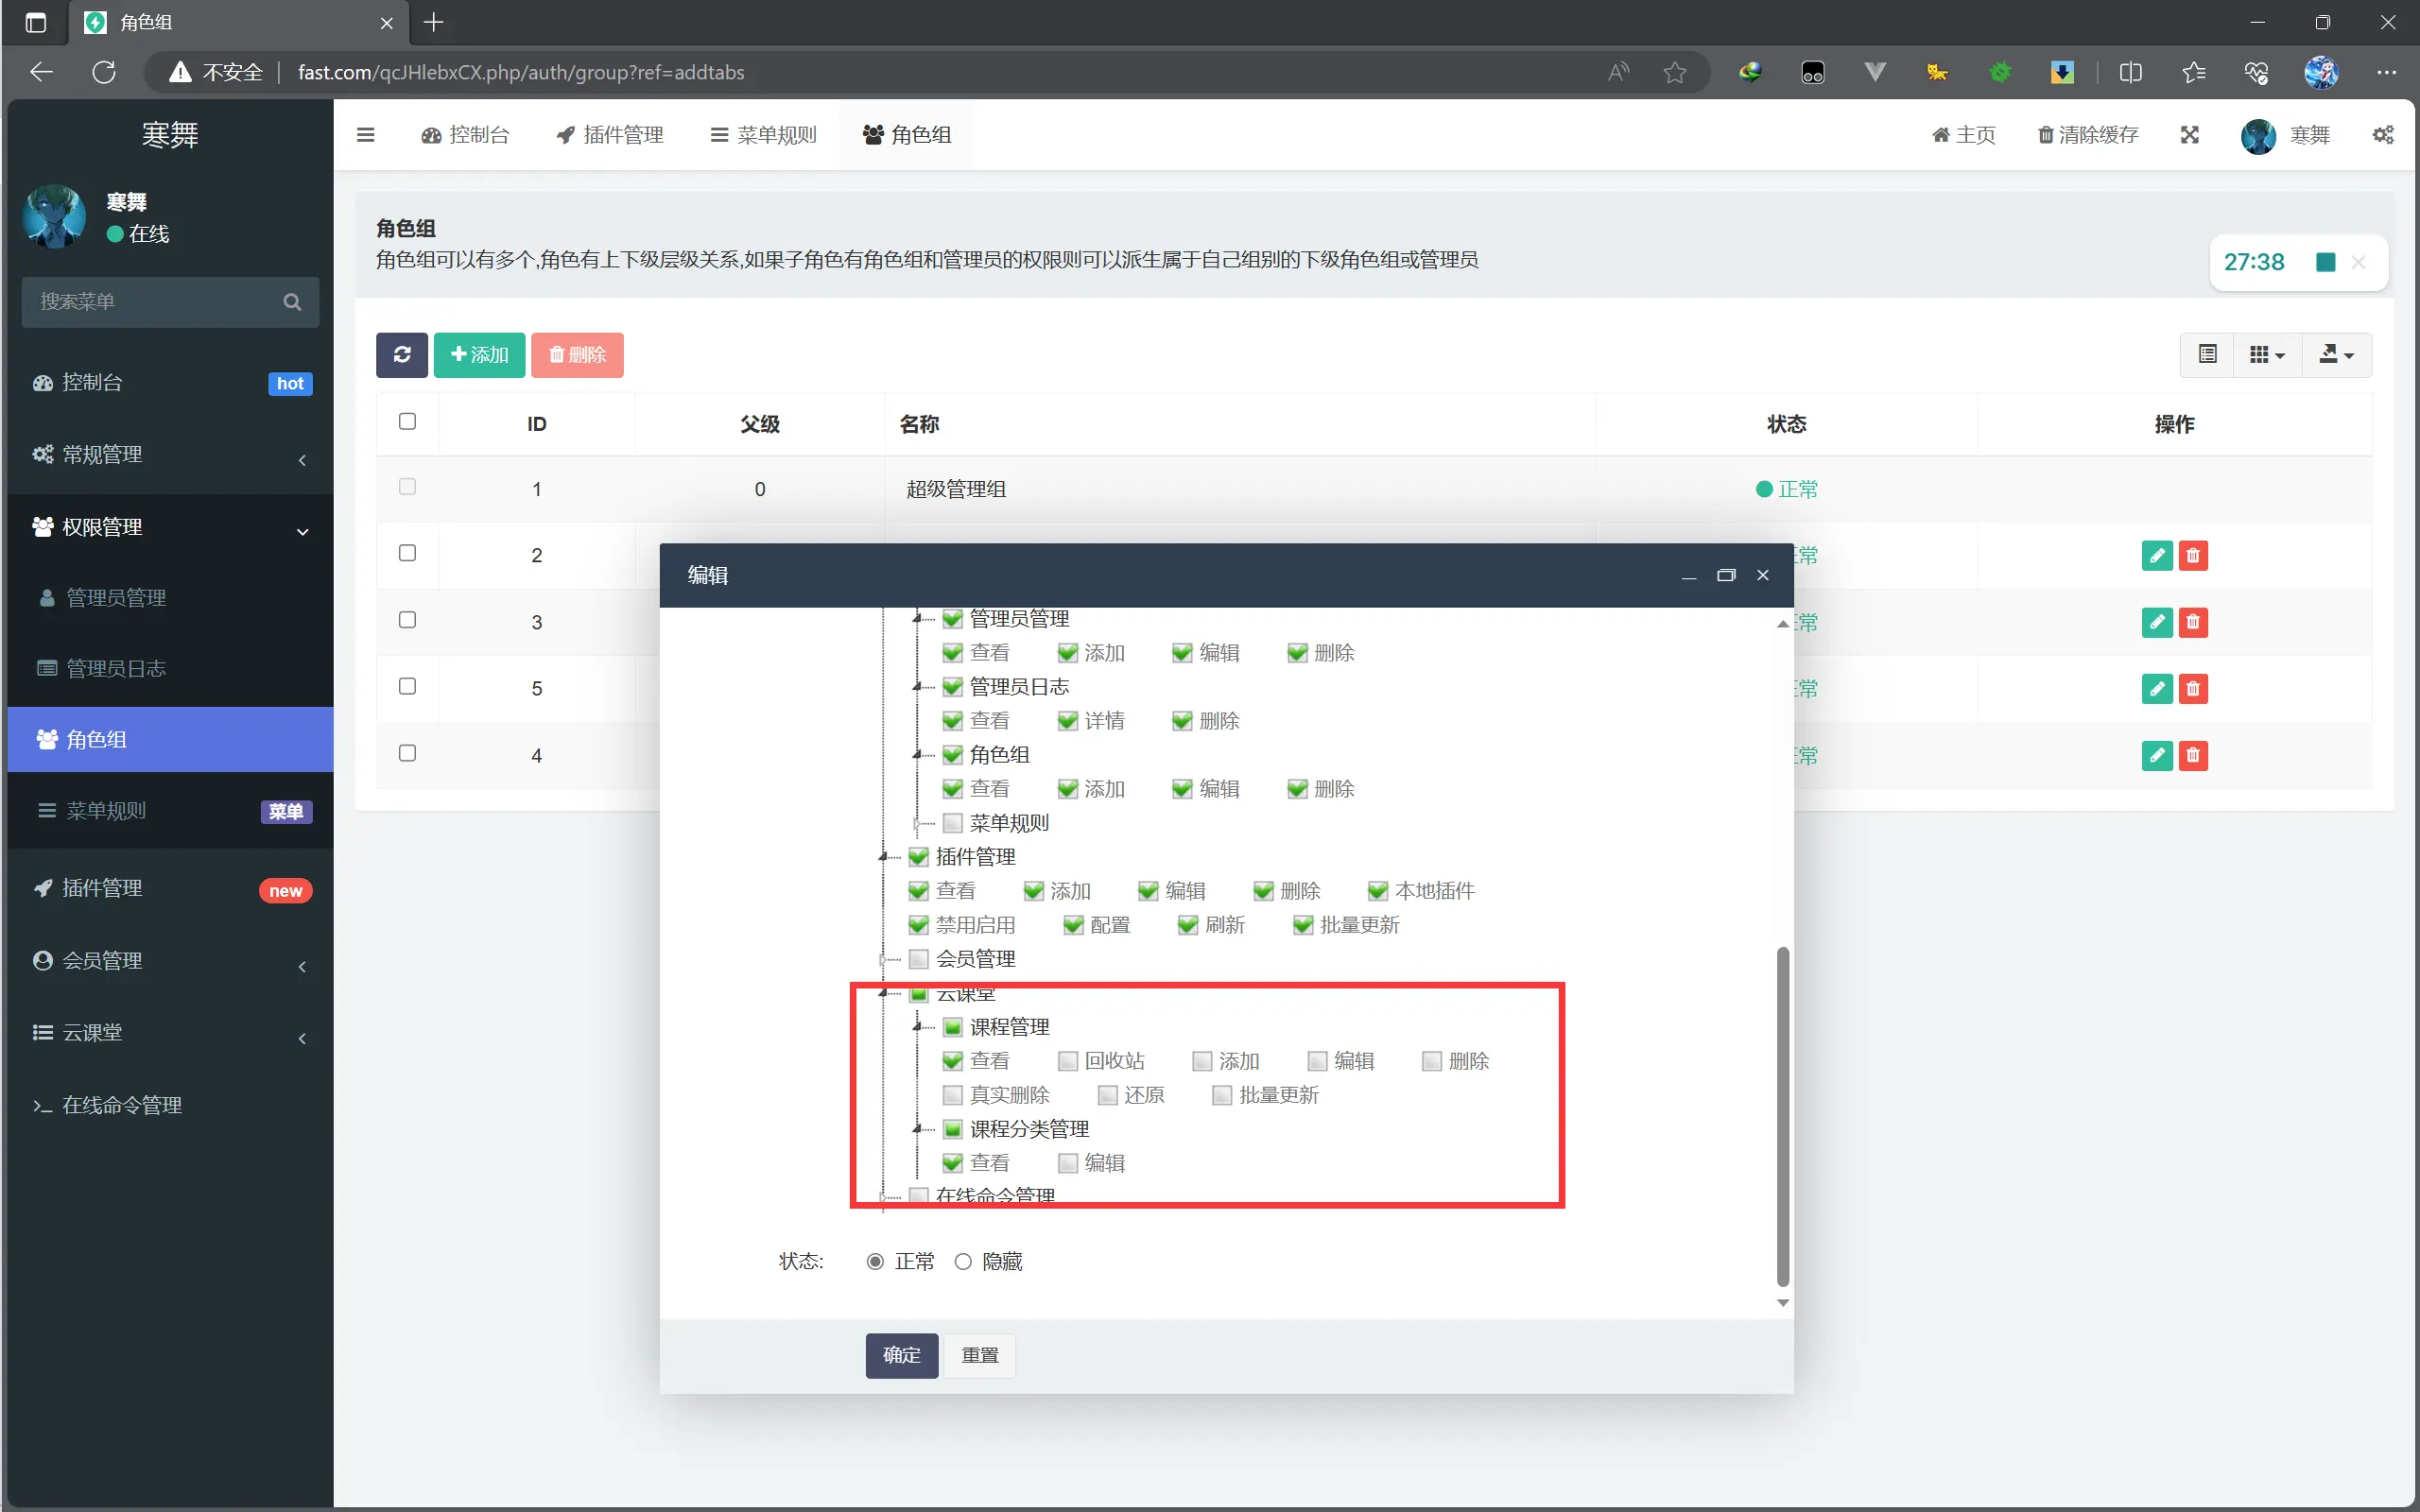 角色组
不安全 fast.com/qcJHlebxCX.php/auth/group?ref=addtabs
寒舞
控制台 插件管理 菜单规则 角色组 主页 清除缓存 寒舞
寒舞
在线
搜索菜单
控制台 hot
常规管理
权限管理
管理员管理
管理员日志
角色组
菜单规则 菜单
插件管理 new
会员管理
云课堂
在线命令管理
角色组
角色组可以有多个,角色有上下级层级关系,如果子角色有角色组和管理员的权限则可以派生属于自己组别的下级角色组或管理员
27:38
添加 删除
ID 父级 名称 状态 操作
1 0 超级管理组 正常
2 常
3 常
5 常
4 常
编辑
管理员管理
查看 添加 编辑 删除
管理员日志
查看 详情 删除
角色组
查看 添加 编辑 删除
菜单规则
插件管理
查看 添加 编辑 删除 本地插件
禁用启用 配置 刷新 批量更新
会员管理
云课堂
课程管理
查看 回收站 添加 编辑 删除
真实删除 还原 批量更新
课程分类管理
查看 编辑
在线命令管理
状态: 正常 隐藏
确定 重置